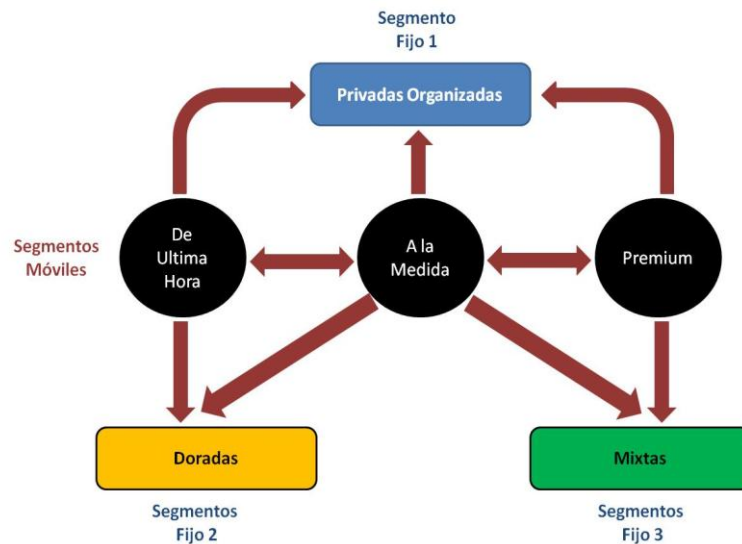 Segmento
Fijo 1
Privadas Organizadas
De
Ultima
Hora
A la
Medida
Premium
Segmentos
Móviles
Doradas
Mixtas
Segmentos
Fijo 2
Segmentos
Fijo 3